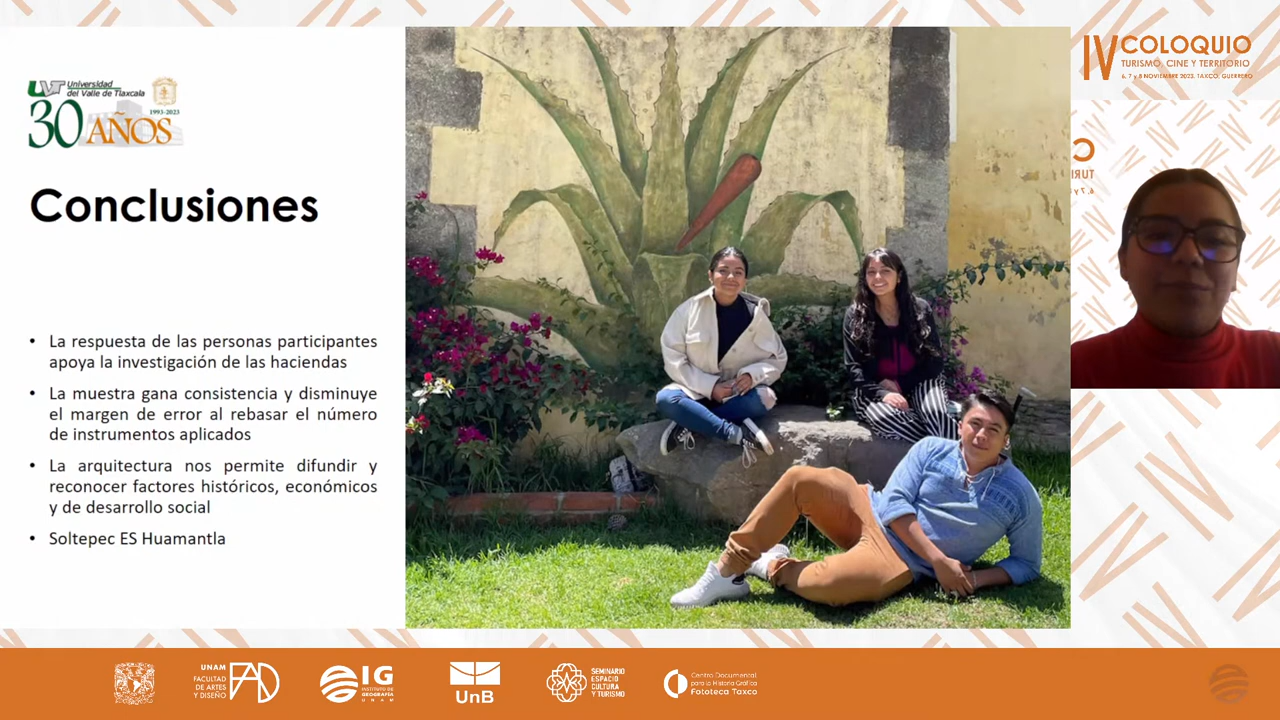 UVT Universidad
del Valle de Tlaxcala
30 AÑOS
1993-2023
Conclusiones
• La respuesta de las personas participantes
apoya la investigación de las haciendas
• La muestra gana consistencia y disminuye
el margen de error al rebasar el número
de instrumentos aplicados
• La arquitectura nos permite difundir y
reconocer factores históricos, económicos
y de desarrollo social
• Soltepec ES Huamantla
IV COLOQUIO
TURISMO, CINE Y TERRITORIO
6, 7 y 8 NOVIEMBRE 2023. TAXCO, GUERRERO
UNAM
FACULTAD
DE ARTES
Y DISEÑO
FAD
IG
INSTITUTO DE
GEOGRAFÍA
UNAM
UnB
SEMINARIO
ESPACIO
CULTURA
Y TURISMO
Centro Documental
para la Historia Gráfica
Fototeca Taxco